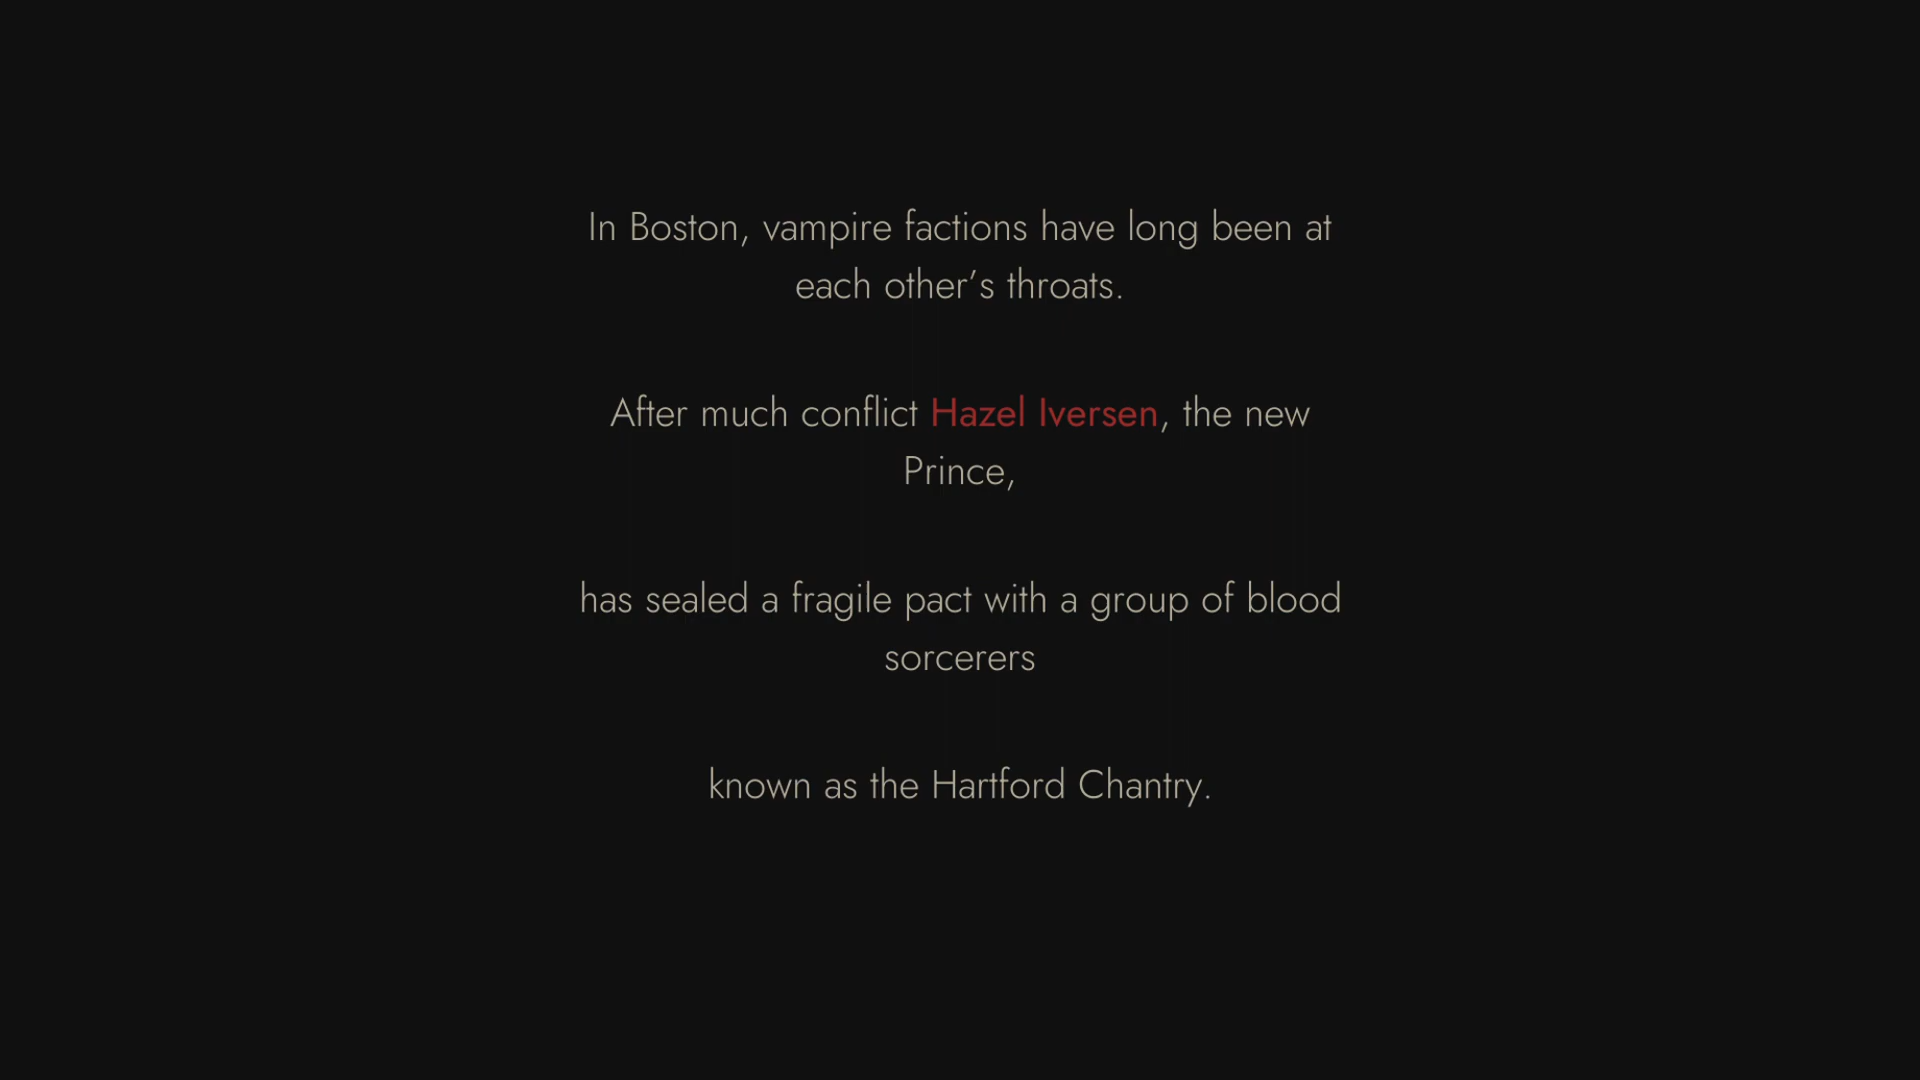 In Boston, vampire factions have long been at
each other’s throats.
After much conflict Hazel Iversen, the new
Prince,
has sealed a fragile pact with a group of blood
sorcerers
known as the Hartford Chantry.